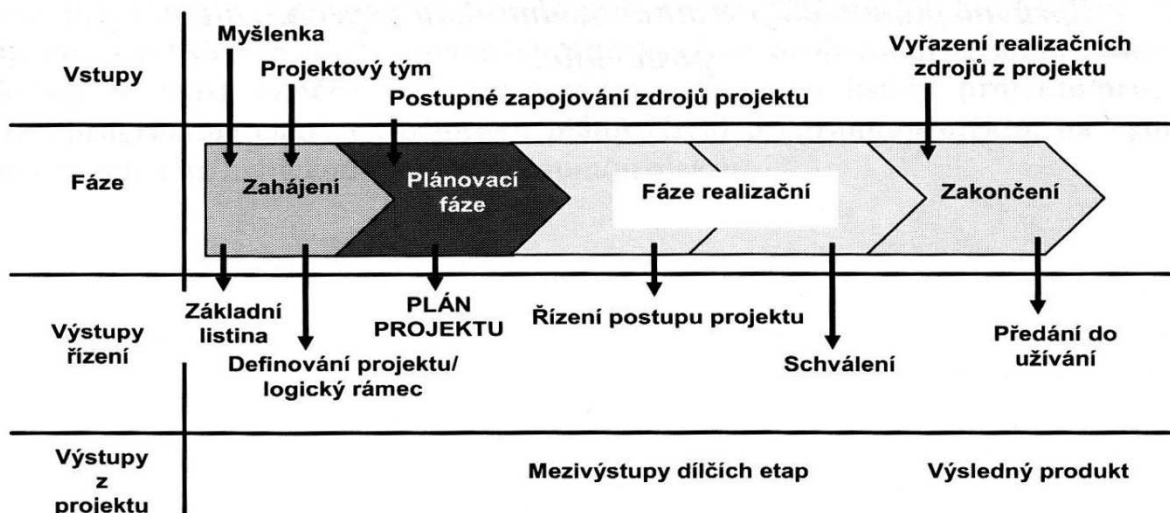 Myšlenka
Vstupy
Projektový tým
Postupné zapojování zdrojů projektu
Vyřazení realizačních
zdrojů z projektu
Fáze
Zahájení
Plánovací
fáze
Fáze realizační
Zakončení
Výstupy
řízení
Základní
listina
Definování projektu/
logický rámec
PLÁN
PROJEKTU
Řízení postupu projektu
Schválení
Předání do
užívání
Výstupy
z
projektu
Mezivýstupy dílčích etap
Výsledný produkt